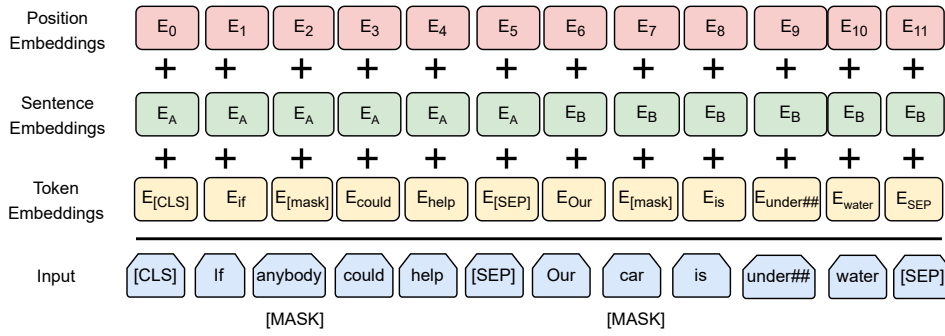 Position Embeddings E0 E1 E2 E3 E4 E5 E6 E7 E8 E9 E10 E11
+ + + + + + + + + + + +
Sentence Embeddings EA EA EA EA EA EA EB EB EB EB EB EB
+ + + + + + + + + + + +
Token Embeddings E[CLS] Eif E[mask] Ecould Ehelp E[SEP] EOur E[mask] Eis Eunder## Ewater ESEP
Input [CLS] If anybody could help [SEP] Our car is under## water [SEP]
[MASK] [MASK]